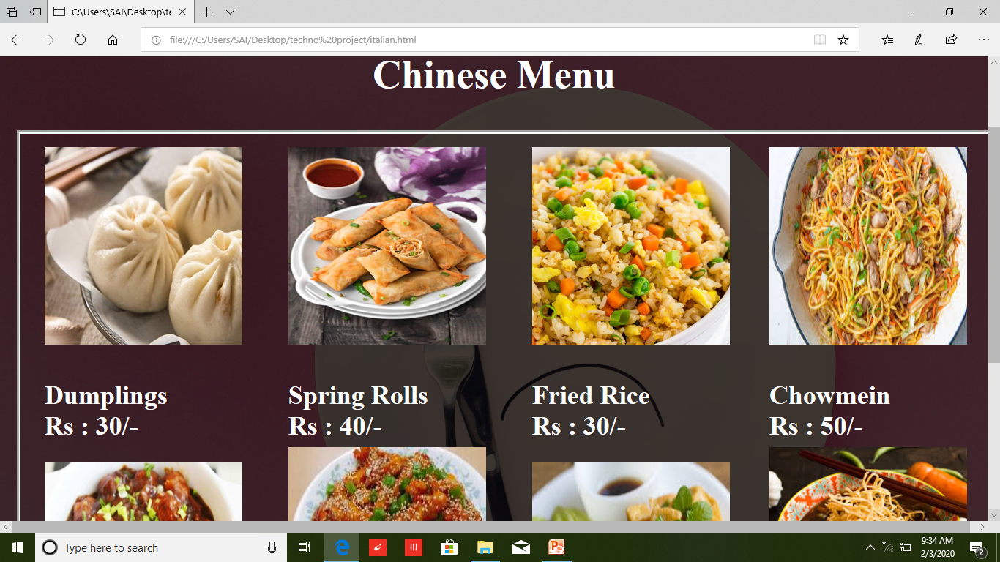 C:\Users\SAI\Desktop\te
file:///C:/Users/SAI/Desktop/techno%20project/italian.html
Chinese Menu
Dumplings
Rs : 30/-
Spring Rolls
Rs : 40/-
Fried Rice
Rs : 30/-
Chowmein
Rs : 50/-
Type here to search
9:34 AM
2/3/2020
2